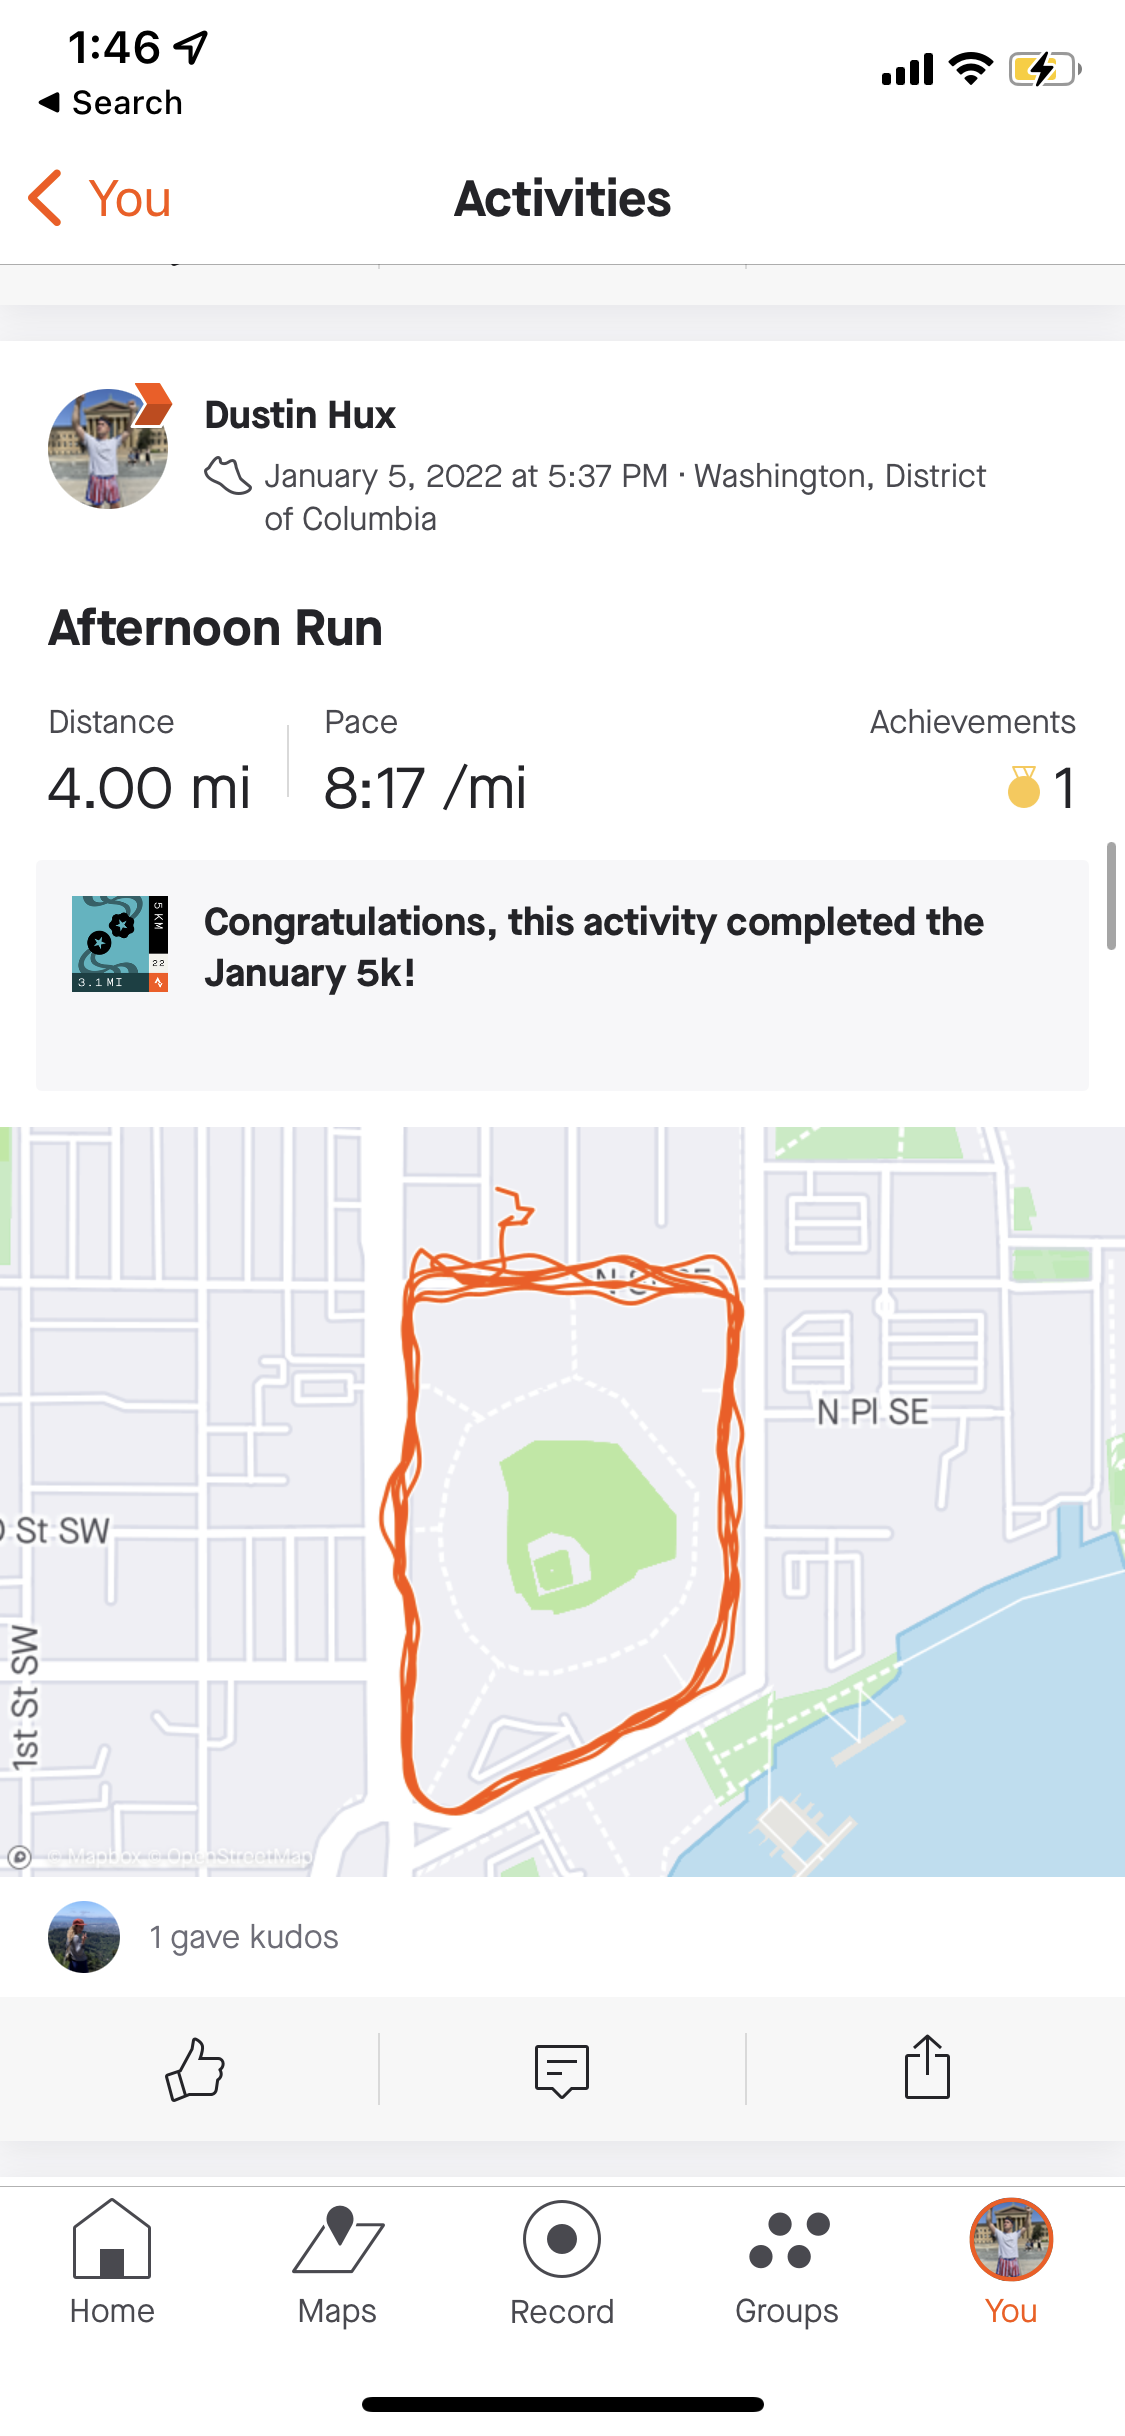 1:46
Search
You
Activities
Dustin Hux
January 5, 2022 at 5:37 PM · Washington, District
of Columbia
Afternoon Run
Distance
Pace
Achievements
4.00 mi
8:17 /mi
1
5 KM
22
3.1 MI
Congratulations, this activity completed the
January 5k!
N PI SE
St SW
1st St SW
© Mapbox © OpenStreetMap
1 gave kudos
Home
Maps
Record
Groups
You